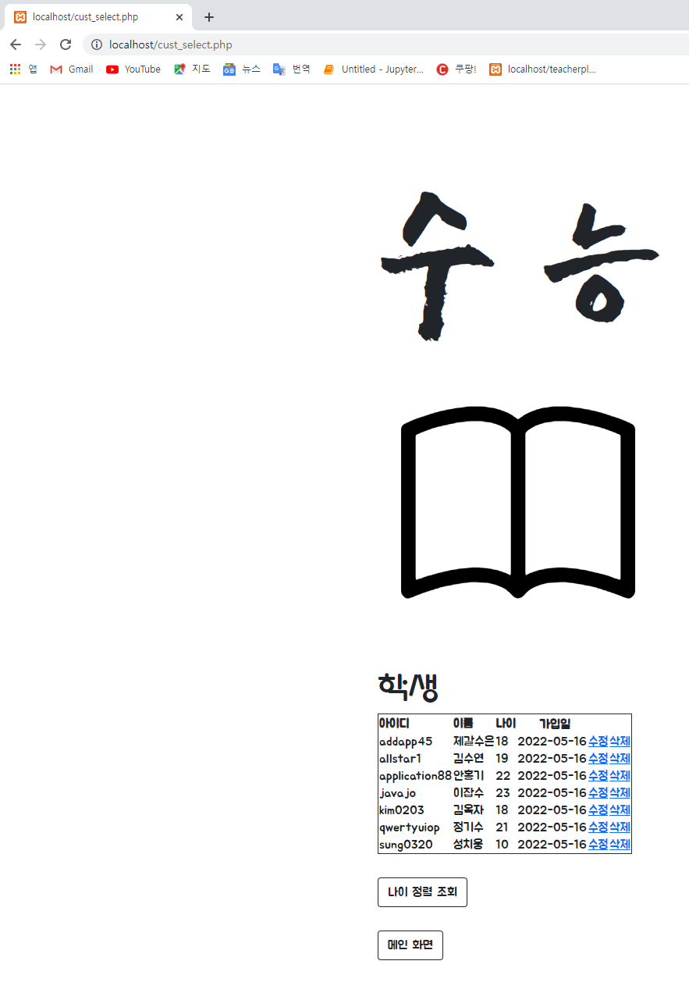 localhost/cust_select.php
localhost/cust_select.php
앱 Gmail YouTube 지도 뉴스 번역 Untitled - Jupyter... 쿠팡! localhost/teacherpl...
수 능
학생
아이디 이름 나이 가입일
addapp45 제갈수은 18 2022-05-16 수정 삭제
allstar1 김수연 19 2022-05-16 수정 삭제
application88 안홍기 22 2022-05-16 수정 삭제
javajo 이잡수 23 2022-05-16 수정 삭제
kim0203 김옥자 18 2022-05-16 수정 삭제
qwertyuiop 정기수 21 2022-05-16 수정 삭제
sung0320 성치웅 10 2022-05-16 수정 삭제
나이 정렬 조회
메인 화면